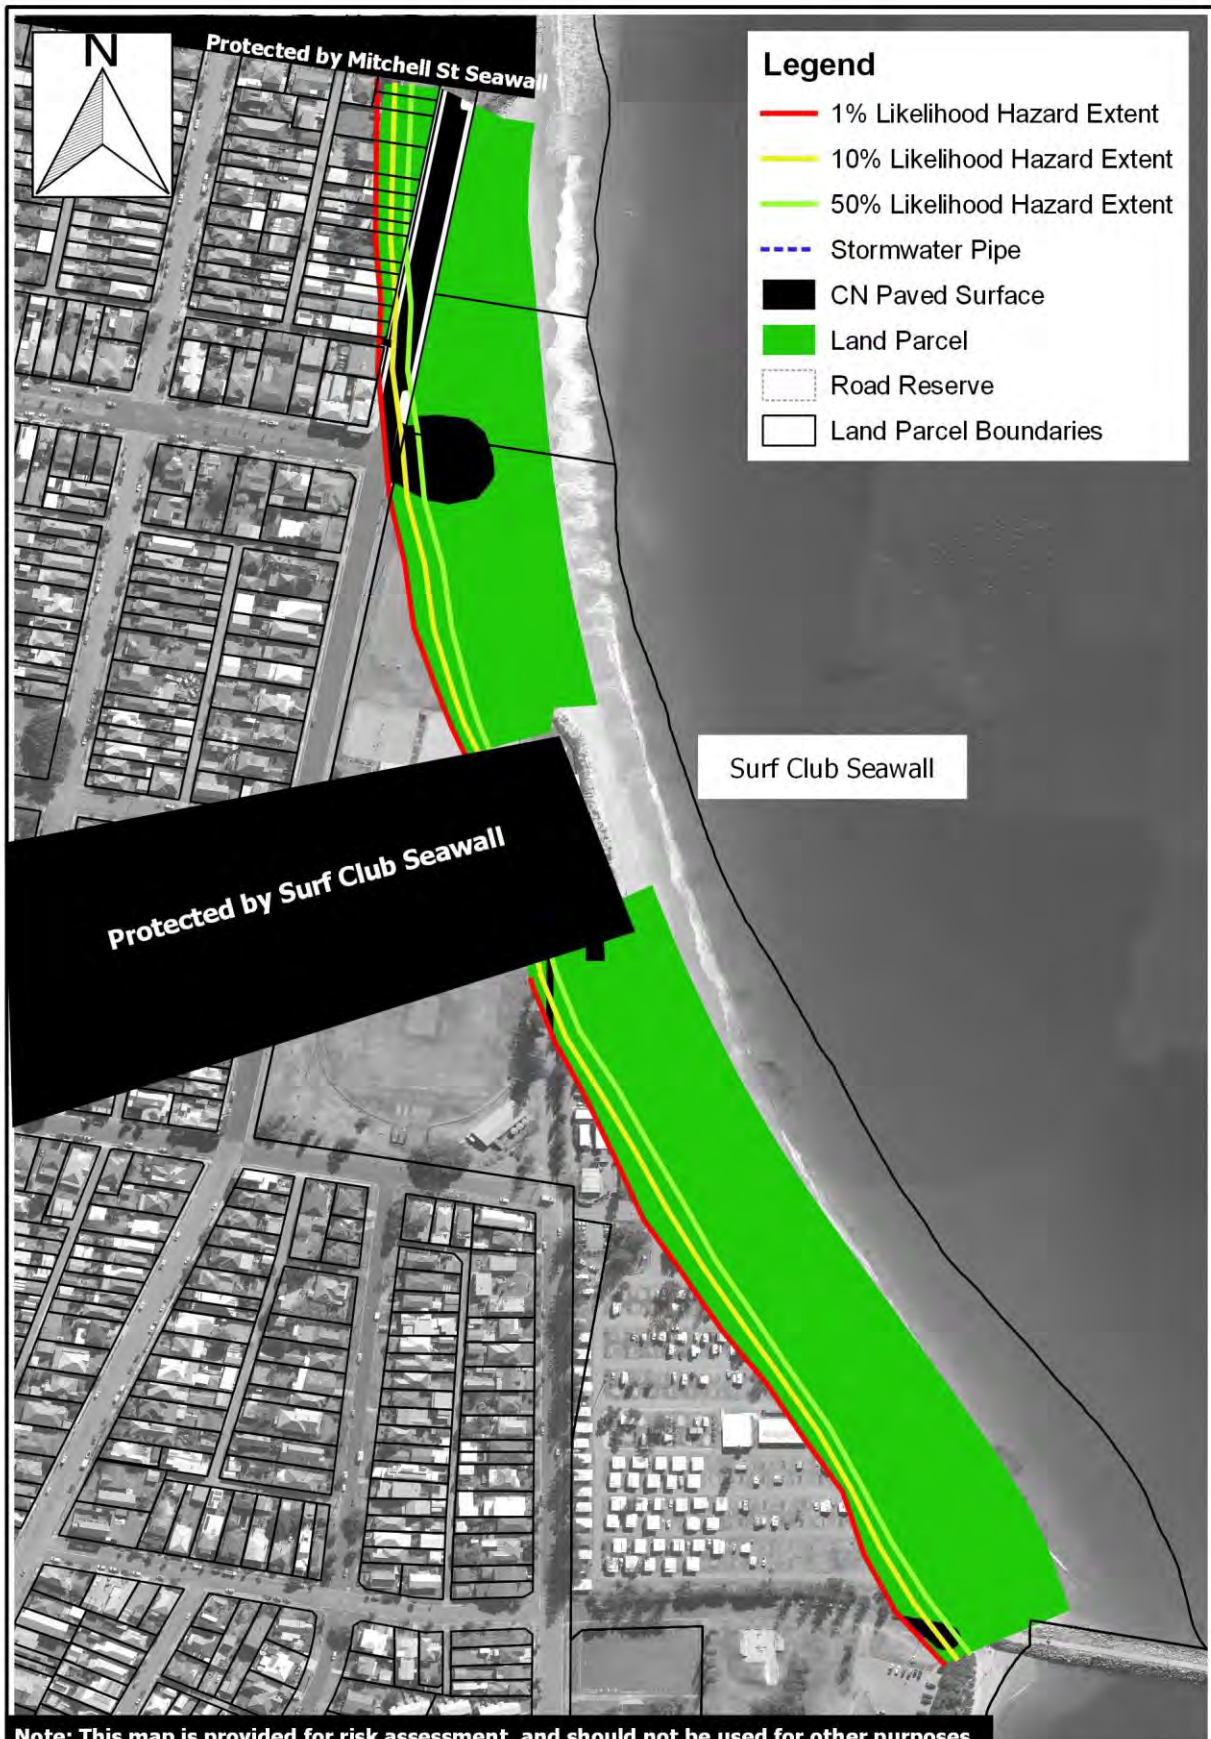 N
Protected by Mitchell St Seawall
Legend
1% Likelihood Hazard Extent
10% Likelihood Hazard Extent
50% Likelihood Hazard Extent
Stormwater Pipe
CN Paved Surface
Land Parcel
Road Reserve
Land Parcel Boundaries
Surf Club Seawall
Protected by Surf Club Seawall
Note: This map is provided for risk assessment, and should not be used for other purposes